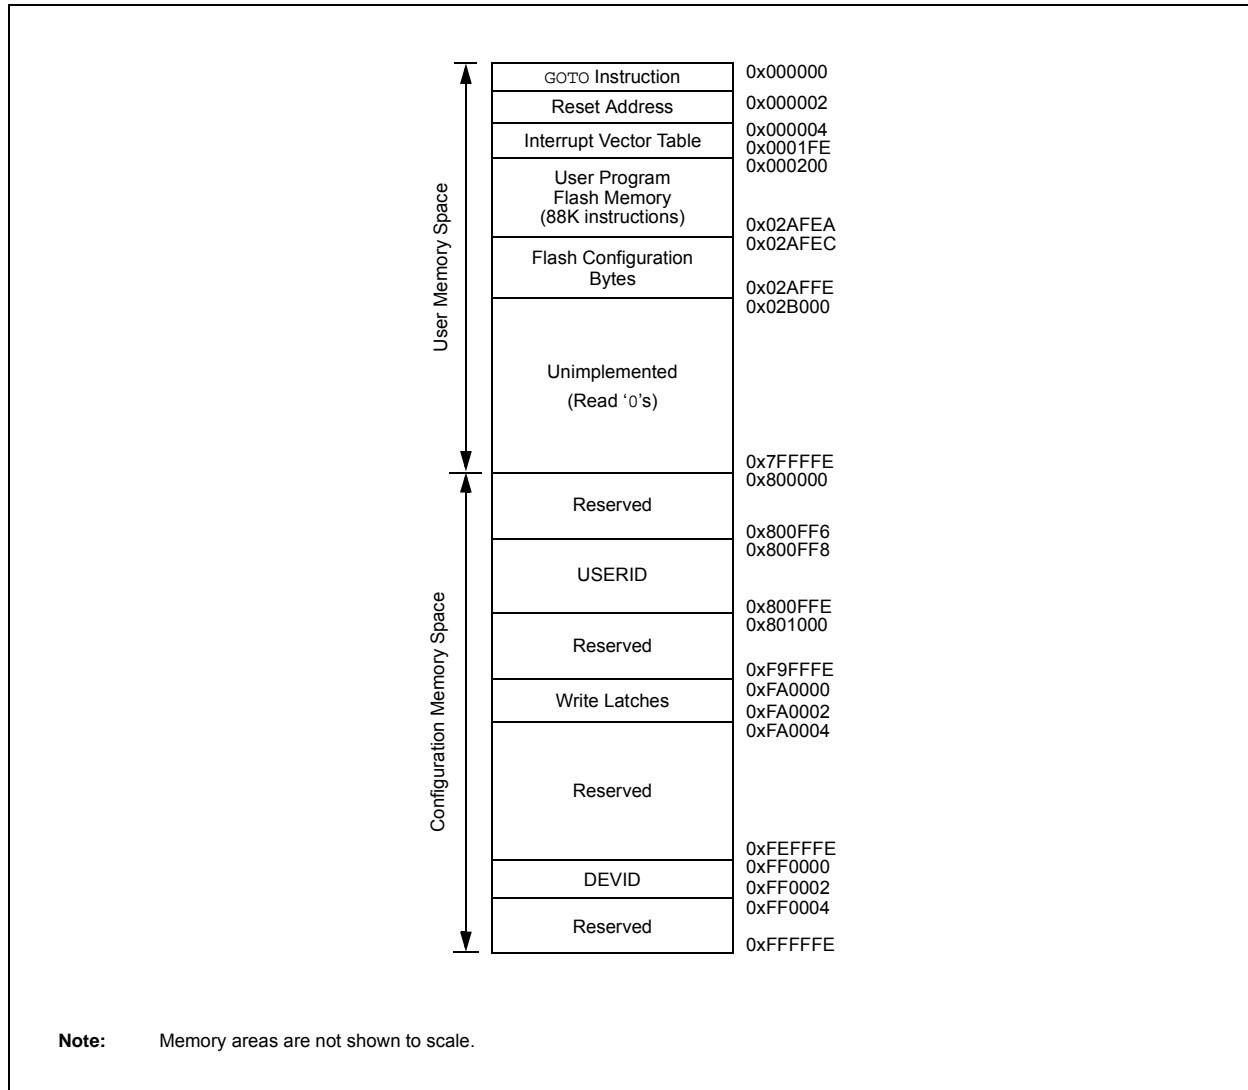 GOTO Instruction
0x000000
Reset Address
0x000002
Interrupt Vector Table
0x000004
0x0001FE
0x000200
User Program
Flash Memory
(88K instructions)
0x02AFEA
0x02AFEC
Flash Configuration
Bytes
0x02AFFE
0x02B000
User Memory Space
Unimplemented
(Read ‘0’s)
0x7FFFFE
0x800000
Reserved
0x800FF6
0x800FF8
USERID
0x800FFE
0x801000
Reserved
0xF9FFFE
0xFA0000
Write Latches
0xFA0002
0xFA0004
Configuration Memory Space
Reserved
0xFEFFFE
0xFF0000
DEVID
0xFF0002
0xFF0004
Reserved
0xFFFFFE
Note: Memory areas are not shown to scale.